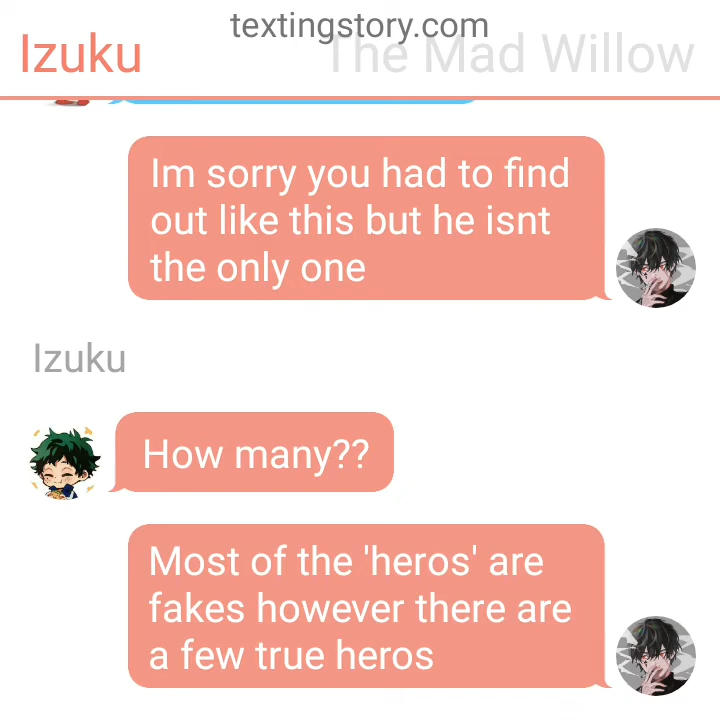 textingstory.com
Izuku
The Mad Willow
Im sorry you had to find
out like this but he isnt
the only one
Izuku
How many??
Most of the 'heros' are
fakes however there are
a few true heros